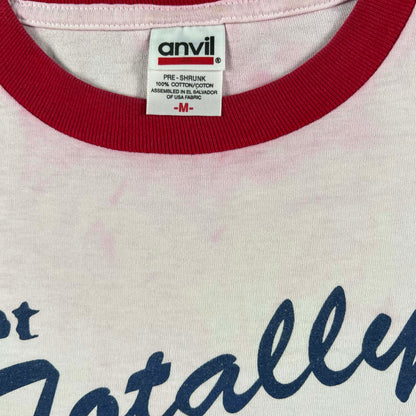 anvil®
PRE-SHRUNK
100% COTTON/COTON
ASSEMBLED IN EL SALVADOR
OF USA FABRIC
-M-
Totally